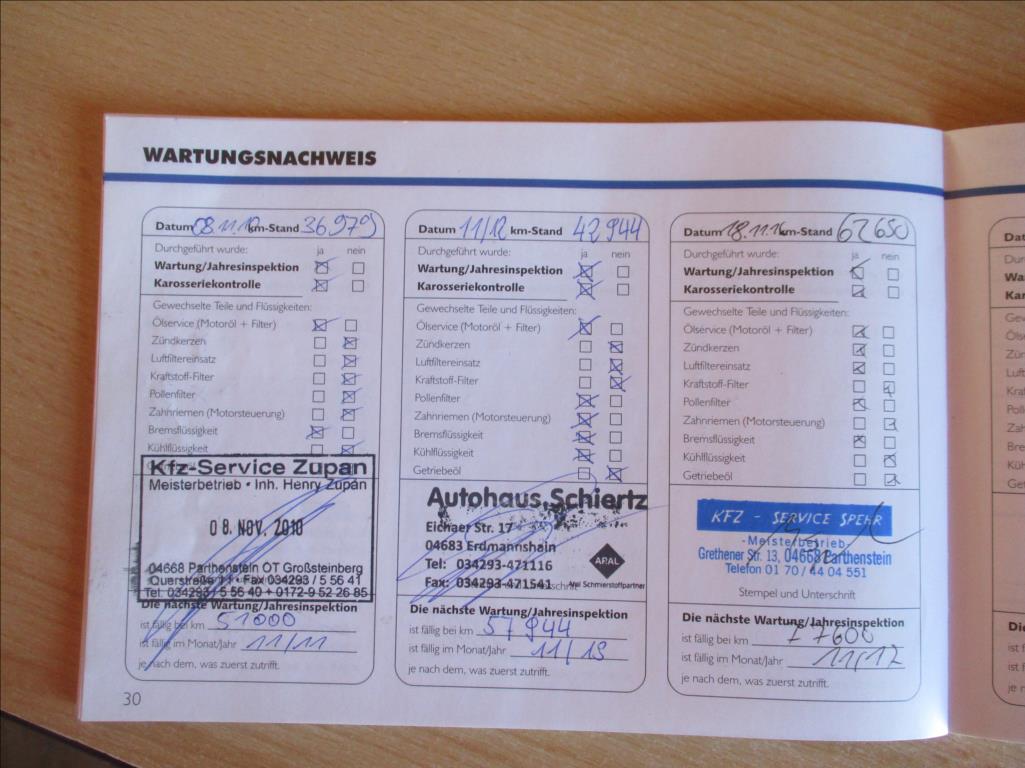 WARTUNGSNACHWEIS
Datum 08.11.10 km-Stand 36979
Durchgeführt wurde: ja nein
Wartung/Jahresinspektion
Karosseriekontrolle
Gewechselte Teile und Flüssigkeiten:
Ölservice (Motoröl + Filter)
Zündkerzen
Luftfiltereinsatz
Kraftstoff-Filter
Pollenfilter
Zahnriemen (Motorsteuerung)
Bremsflüssigkeit
Kühlflüssigkeit
Kfz-Service Zupan
Meisterbetrieb • Inh. Henry Zupan
08. NOV. 2010
04668 Parthenstein OT Großsteinberg
Querstraße 11 • Fax 034293 / 5 56 41
Tel. 034293 / 5 56 40 + 0172-9 52 26 85
Die nächste Wartung/Jahresinspektion
ist fällig bei km 51000
ist fällig im Monat/Jahr 11/11
je nach dem, was zuerst zutrifft.
30
Datum 11/12 km-Stand 42944
Durchgeführt wurde: ja nein
Wartung/Jahresinspektion
Karosseriekontrolle
Gewechselte Teile und Flüssigkeiten:
Ölservice (Motoröl + Filter)
Zündkerzen
Luftfiltereinsatz
Kraftstoff-Filter
Pollenfilter
Zahnriemen (Motorsteuerung)
Bremsflüssigkeit
Kühlflüssigkeit
Getriebeöl
Autohaus Schiertz
Eichaer Str. 17
04683 Erdmannshain
Tel: 034293-471116
Fax: 034293-471541
ARAL
Aral Schmierstoffpartner
Die nächste Wartung/Jahresinspektion
ist fällig bei km 57944
ist fällig im Monat/Jahr
je nach dem, was zuerst zutrifft.
Datum 18.11.16 km-Stand 62650
Durchgeführt wurde: ja nein
Wartung/Jahresinspektion
Karosseriekontrolle
Gewechselte Teile und Flüssigkeiten:
Ölservice (Motoröl + Filter)
Zündkerzen
Luftfiltereinsatz
Kraftstoff-Filter
Pollenfilter
Zahnriemen (Motorsteuerung)
Bremsflüssigkeit
Kühlflüssigkeit
Getriebeöl
KFZ - SERVICE SPEHR
-Meisterbetrieb-
Grethener Str. 13, 04668 Parthenstein
Telefon 01 70 / 44 04 551
Stempel und Unterschrift
Die nächste Wartung/Jahresinspektion
ist fällig bei km 77600
ist fällig im Monat/Jahr 11/17
je nach dem, was zuerst zutrifft.